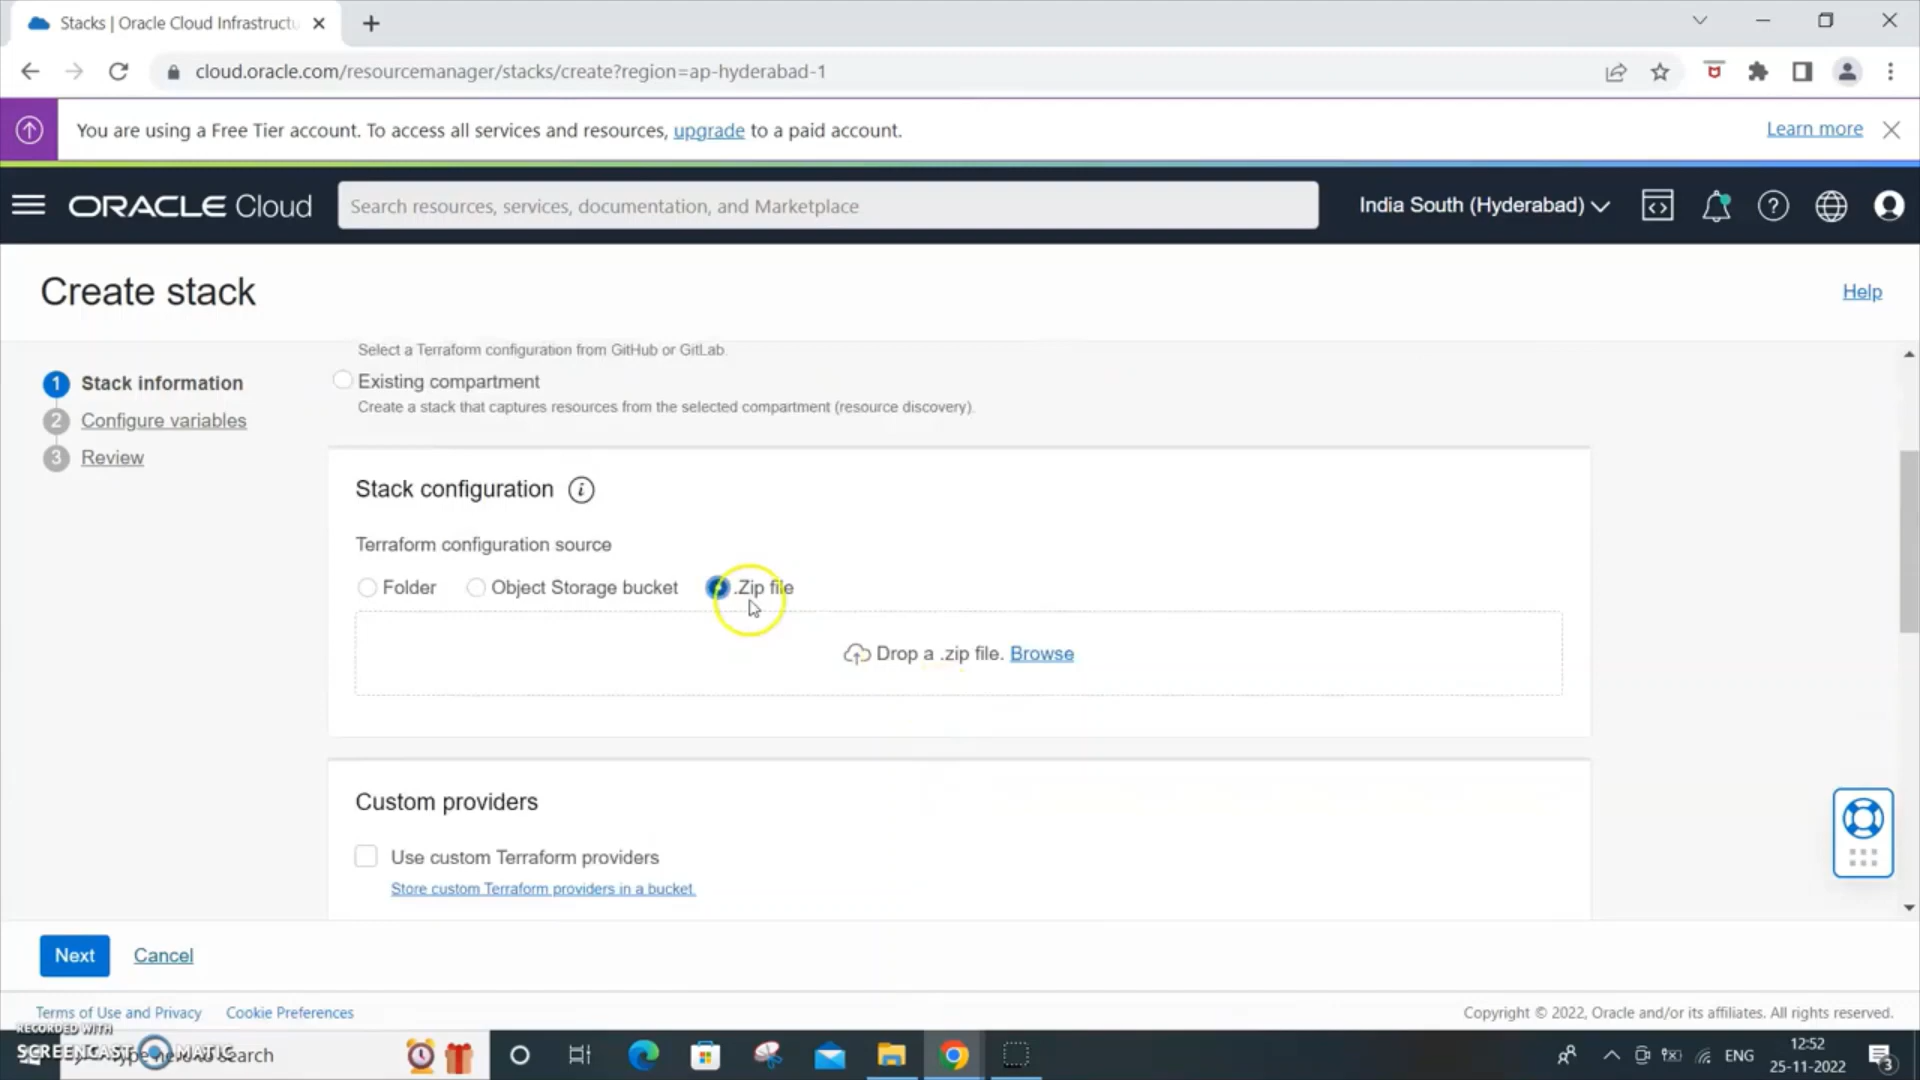 Stacks | Oracle Cloud Infrastructu
cloud.oracle.com/resourcemanager/stacks/create?region=ap-hyderabad-1
You are using a Free Tier account. To access all services and resources, upgrade to a paid account.
Learn more
ORACLE Cloud
Search resources, services, documentation, and Marketplace
India South (Hyderabad)
Create stack
Help
Select a Terraform configuration from GitHub or GitLab.
1 Stack information
Existing compartment
Create a stack that captures resources from the selected compartment (resource discovery).
2 Configure variables
3 Review
Stack configuration
Terraform configuration source
Folder
Object Storage bucket
.Zip file
Drop a .zip file. Browse
Custom providers
Use custom Terraform providers
Store custom Terraform providers in a bucket.
Next
Cancel
Terms of Use and Privacy
Cookie Preferences
Copyright © 2022, Oracle and/or its affiliates. All rights reserved.
RECORDED WITH
SCREENCAST MATIC
search
ENG
12:52
25-11-2022
3